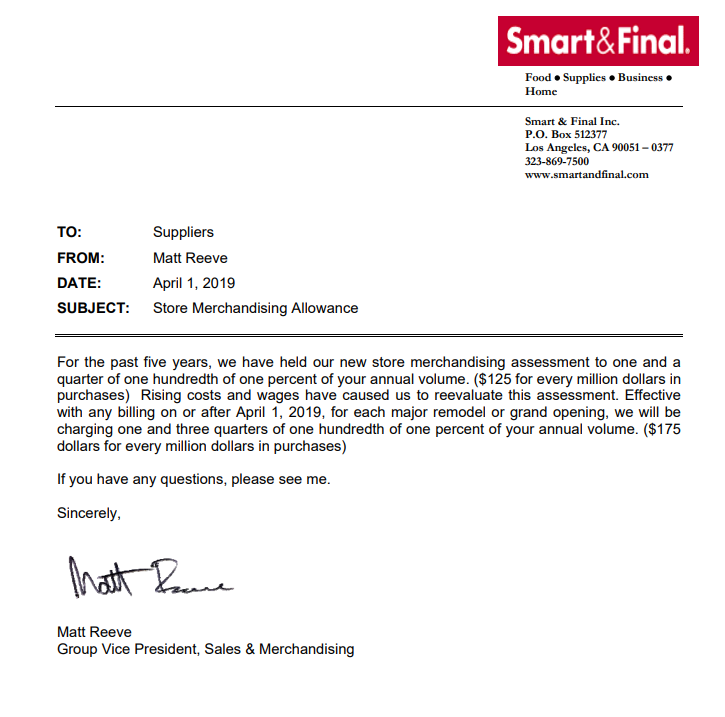 Smart&Final.
Food ● Supplies ● Business ●
Home
Smart & Final Inc.
P.O. Box 512377
Los Angeles, CA 90051 – 0377
323-869-7500
www.smartandfinal.com
TO: Suppliers
FROM: Matt Reeve
DATE: April 1, 2019
SUBJECT: Store Merchandising Allowance
For the past five years, we have held our new store merchandising assessment to one and a
quarter of one hundredth of one percent of your annual volume. ($125 for every million dollars in
purchases)  Rising costs and wages have caused us to reevaluate this assessment. Effective
with any billing on or after April 1, 2019, for each major remodel or grand opening, we will be
charging one and three quarters of one hundredth of one percent of your annual volume. ($175
dollars for every million dollars in purchases)
If you have any questions, please see me.
Sincerely,
Matt Reeve
Matt Reeve
Group Vice President, Sales & Merchandising